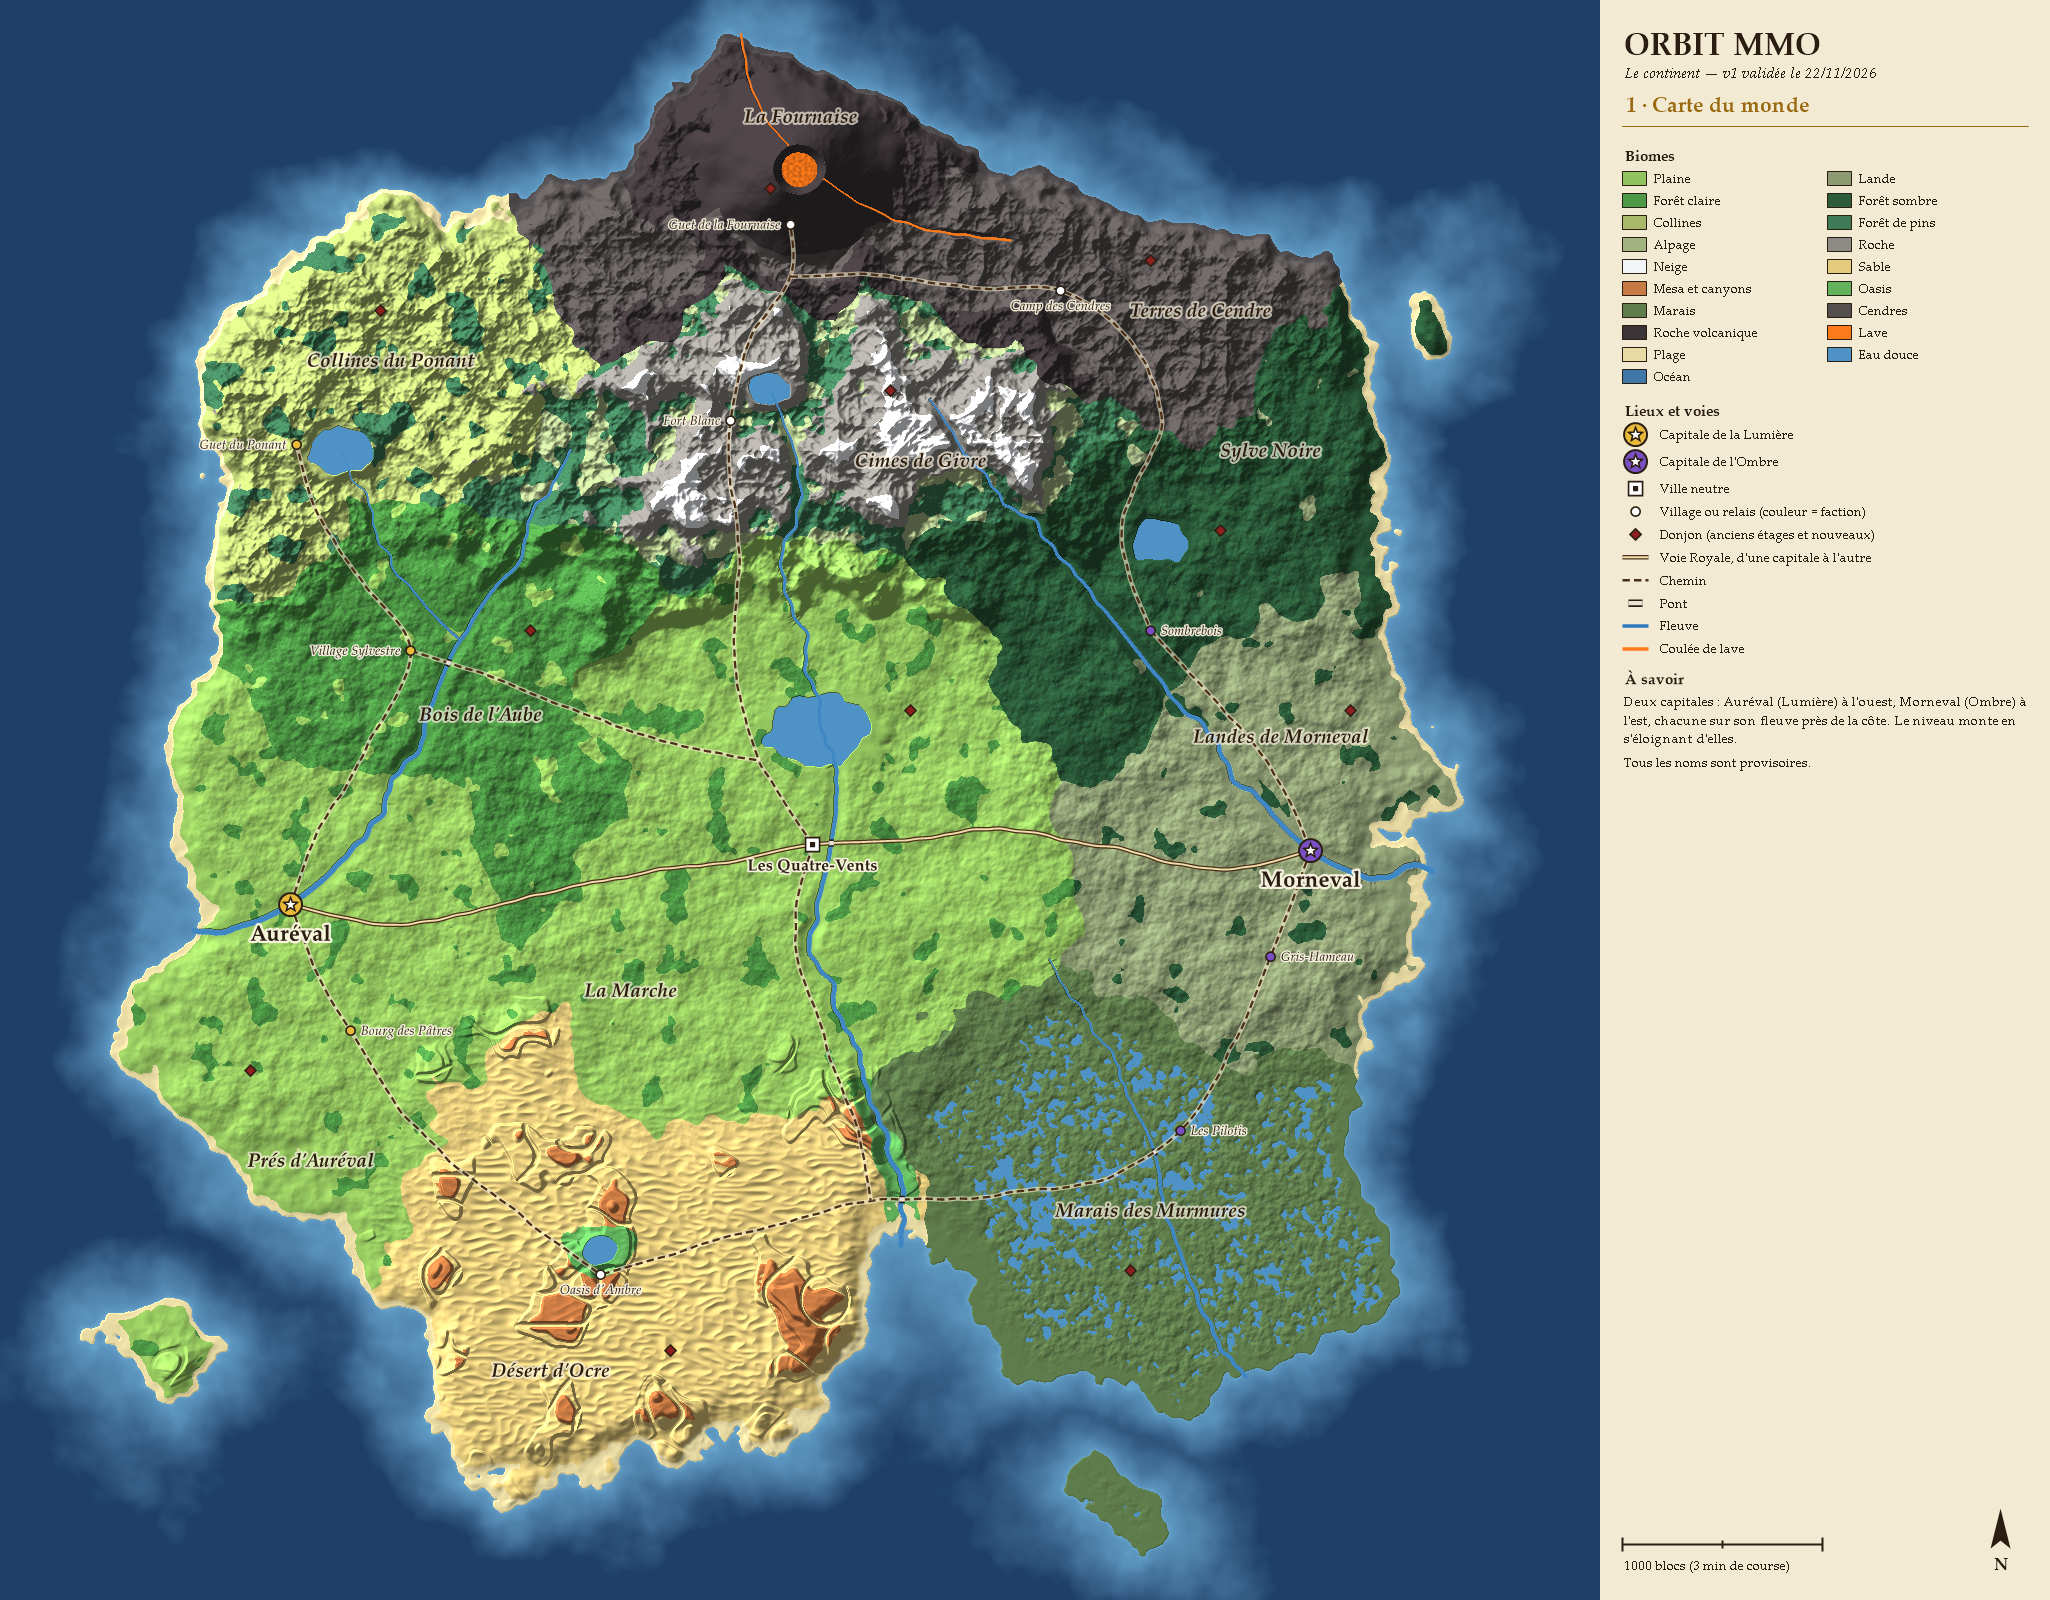 ORBIT MMO
Le continent — v1 validée le 22/11/2026
1 · Carte du monde
Biomes
Plaine
Lande
Forêt claire
Forêt sombre
Collines
Forêt de pins
Alpage
Roche
Neige
Sable
Mesa et canyons
Oasis
Marais
Cendres
Roche volcanique
Lave
Plage
Eau douce
Océan
Lieux et voies
Capitale de la Lumière
Capitale de l'Ombre
Ville neutre
Village ou relais (couleur = faction)
Donjon (anciens étages et nouveaux)
Voie Royale, d'une capitale à l'autre
Chemin
Pont
Fleuve
Coulée de lave
À savoir
Deux capitales : Auréval (Lumière) à l'ouest, Morneval (Ombre) à
l'est, chacune sur son fleuve près de la côte. Le niveau monte en
s'éloignant d'elles.
Tous les noms sont provisoires.
1000 blocs (3 min de course)
N
La Fournaise
Guet de la Fournaise
Camp des Cendres
Terres de Cendre
Collines du Ponant
Fort-Blanc
Guet du Ponant
Cimes de Givre
Sylve Noire
Sombrebois
Village Sylvestre
Bois de l'Aube
Landes de Morneval
Les Quatre-Vents
Morneval
Auréval
Gris-Hameau
La Marche
Bourg des Pâtres
Les Pilotis
Prés d'Auréval
Marais des Murmures
Oasis d'Ambre
Désert d'Ocre